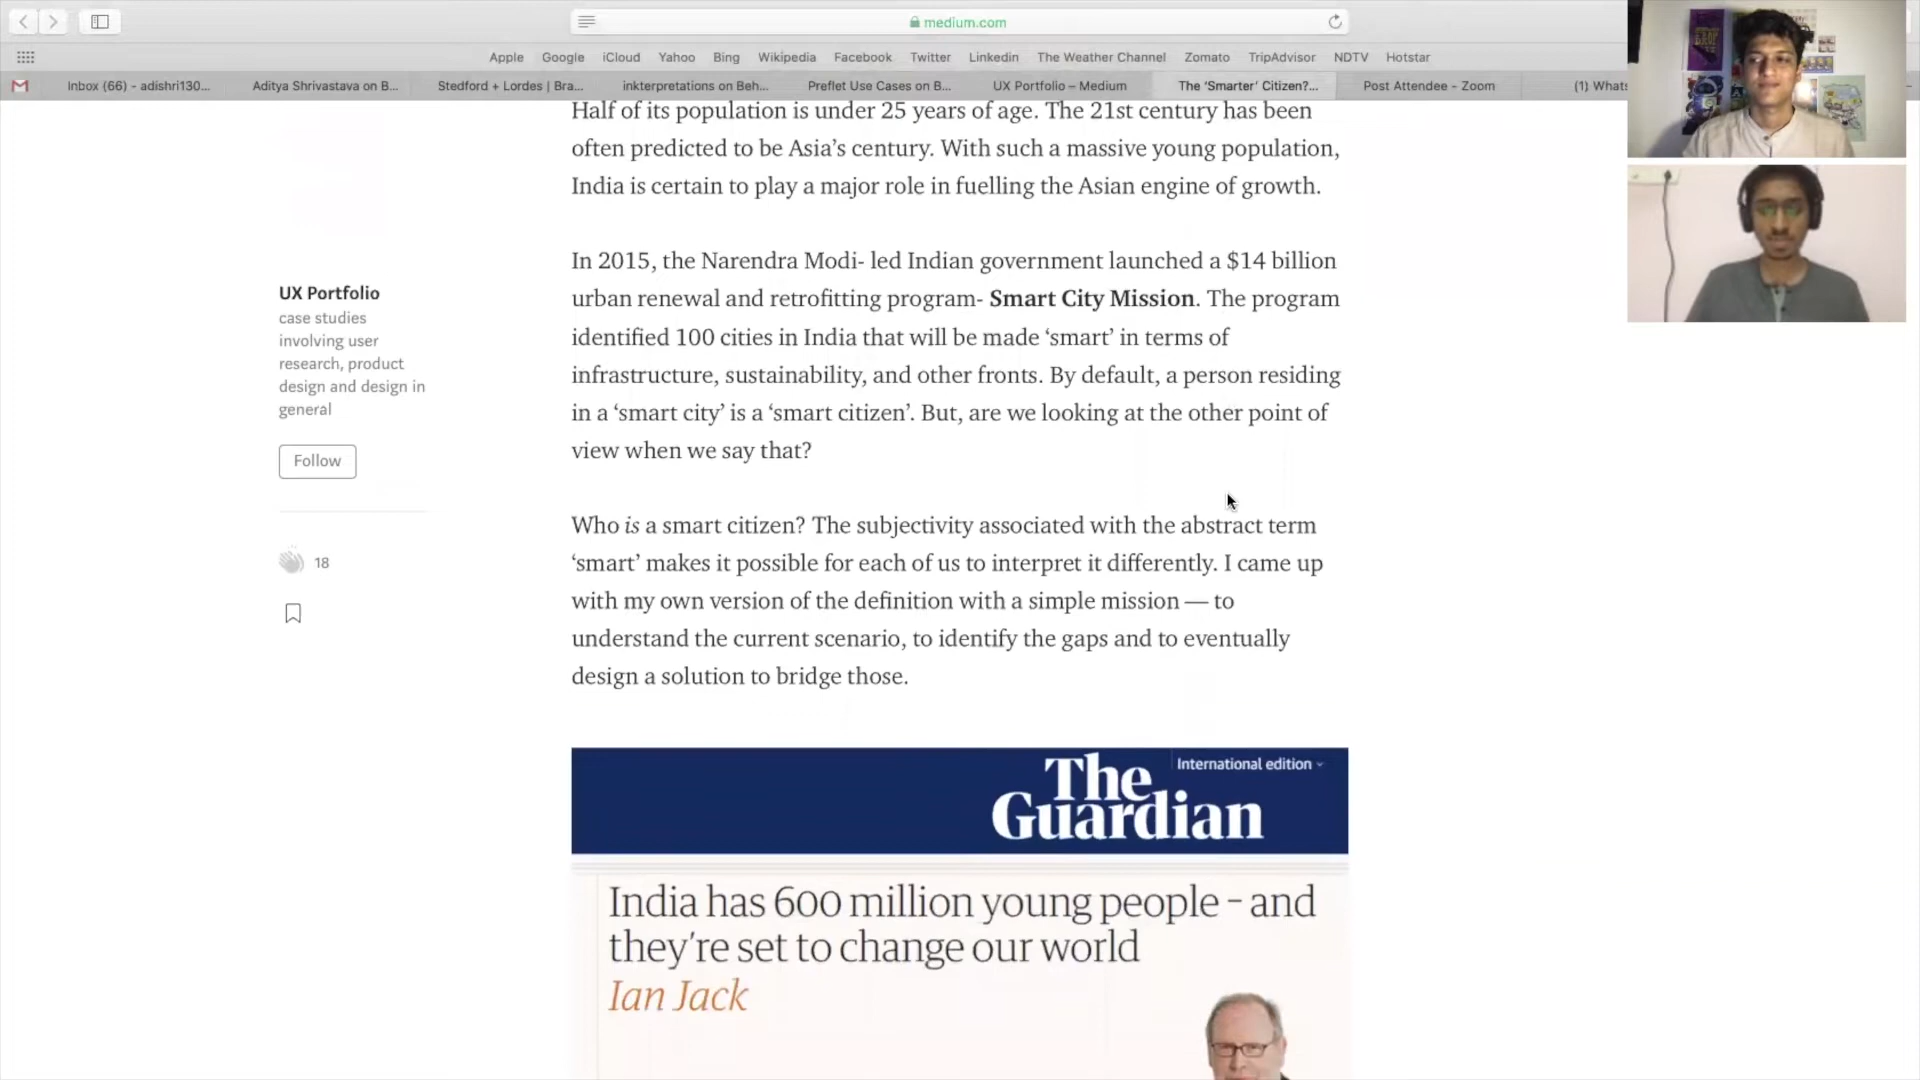 medium.com
Apple Google iCloud Yahoo Bing Wikipedia Facebook Twitter Linkedin The Weather Channel Zomato TripAdvisor NDTV Hotstar
Inbox (66) - adishri130... Aditya Shrivastava on B... Stedford + Lordes | Bra... inkterpretations on Beh... Preflet Use Cases on B... UX Portfolio – Medium The ‘Smarter’ Citizen?... Post Attendee - Zoom (1) Whats
Half of its population is under 25 years of age. The 21st century has been
often predicted to be Asia’s century. With such a massive young population,
India is certain to play a major role in fuelling the Asian engine of growth.
In 2015, the Narendra Modi- led Indian government launched a $14 billion
urban renewal and retrofitting program- Smart City Mission. The program
identified 100 cities in India that will be made ‘smart’ in terms of
infrastructure, sustainability, and other fronts. By default, a person residing
in a ‘smart city’ is a ‘smart citizen’. But, are we looking at the other point of
view when we say that?
UX Portfolio
case studies
involving user
research, product
design and design in
general
Follow
18
Who is a smart citizen? The subjectivity associated with the abstract term
‘smart’ makes it possible for each of us to interpret it differently. I came up
with my own version of the definition with a simple mission — to
understand the current scenario, to identify the gaps and to eventually
design a solution to bridge those.
International edition
The
Guardian
India has 600 million young people – and
they’re set to change our world
Ian Jack